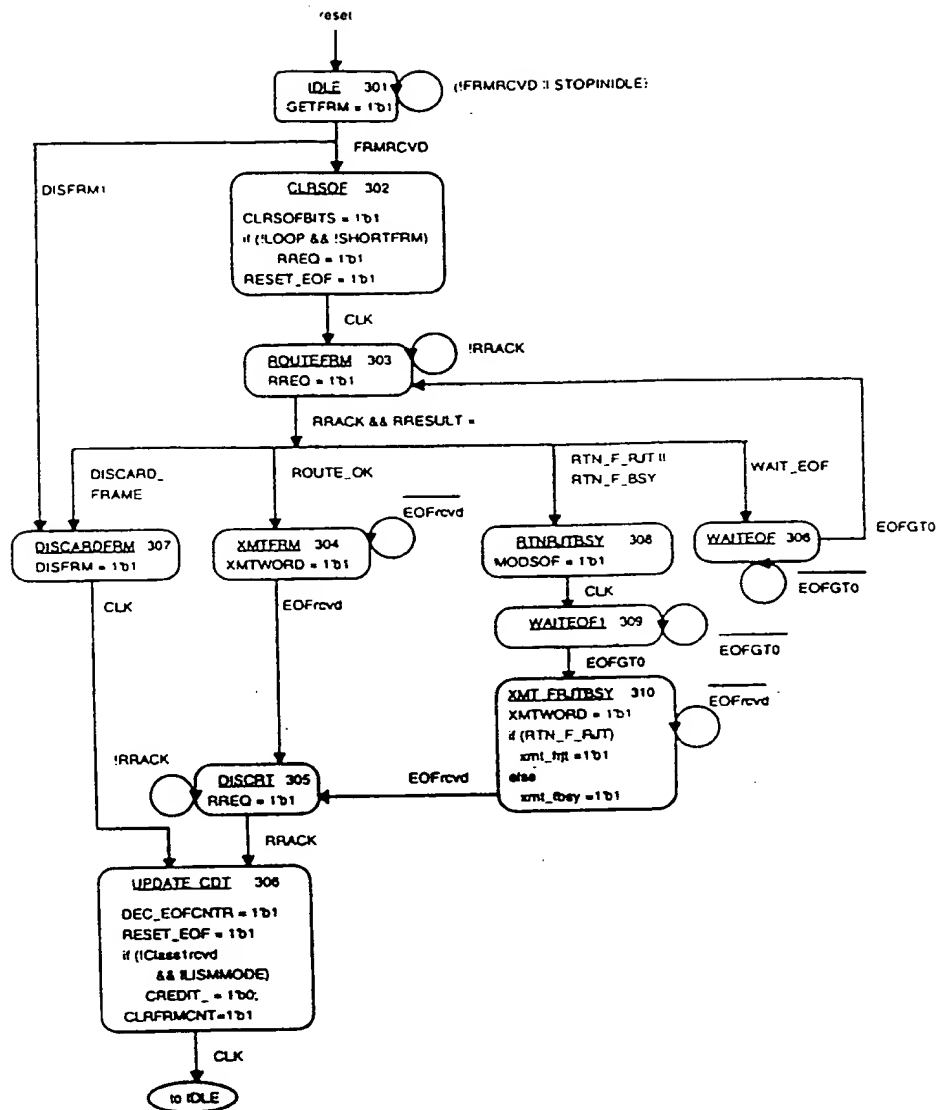 reset
IDLE 301
GETFRM = 1'b1
(!FRMRCVD || STOPINIDLE)
FRMRCVD
DISFRM1
CLRSOF 302
CLRSOFBITS = 1'b1
if (!LOOP && !SHORTFRM)
RREQ = 1'b1
RESET_EOF = 1'b1
CLK
ROUTEFRM 303
RREQ = 1'b1
!RRACK
RRACK && RRESULT =
DISCARD_
FRAME
ROUTE_OK
RTN_F_RJT ||
RTN_F_BSY
WAIT_EOF
EOFGT0
EOFrcvd
DISCARDFRM 307
DISFRM = 1'b1
XMTFRM 304
XMTWORD = 1'b1
RTNRJTBSY 308
MODSOF = 1'b1
WAITEOF 306
EOFGT0
CLK
EOFrcvd
CLK
WAITEOF1 309
EOFGT0
EOFGT0
XMT_FRJTBSY 310
XMTWORD = 1'b1
if (RTN_F_RJT)
xmt_frjt = 1'b1
else
xmt_fbsy = 1'b1
EOFrcvd
!RRACK
DISCRT 305
RREQ = 1'b1
EOFrcvd
RRACK
UPDATE_CDT 306
DEC_EOFCNTR = 1'b1
RESET_EOF = 1'b1
if (!Class1rcvd
&& !LISMMODE)
CREDIT_ = 1'b0;
CLRFRMCNT=1'b1
CLK
to IDLE